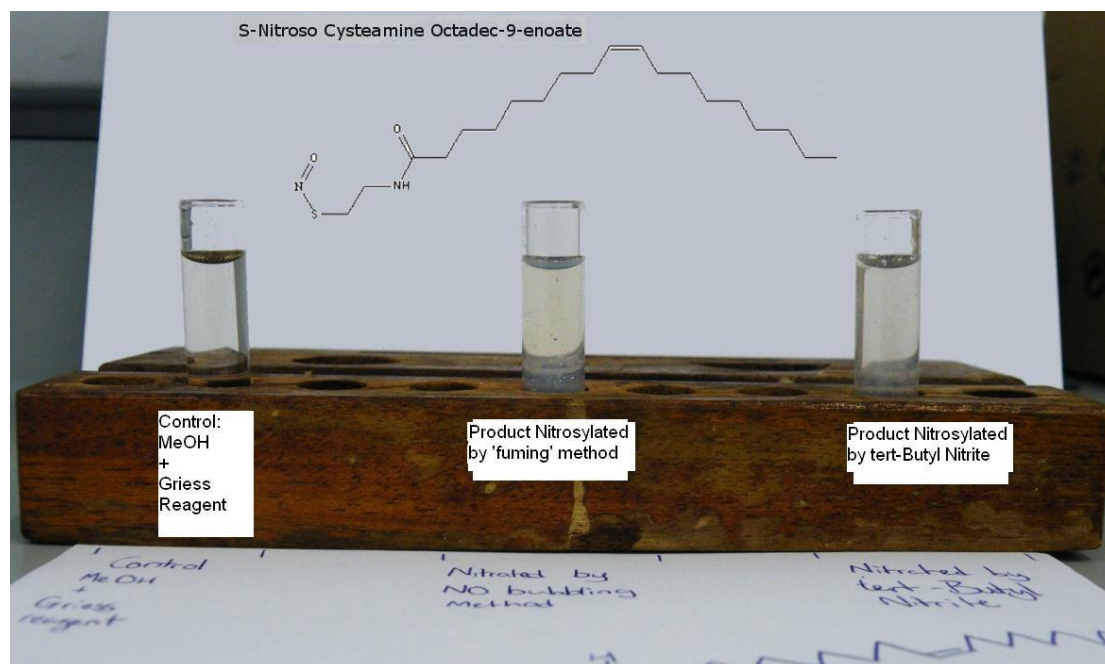 S-Nitroso Cysteamine Octadec-9-enoate
O
O
N
NH
S
Control:
MeOH
+
Griess
Reagent
Product Nitrosylated
by 'fuming' method
Product Nitrosylated
by tert-Butyl Nitrite
Control
MeOH
+
Griess
reagent
Nitrated by
NO bubbling
Method
Nitrated by
tert-Butyl
Nitrite